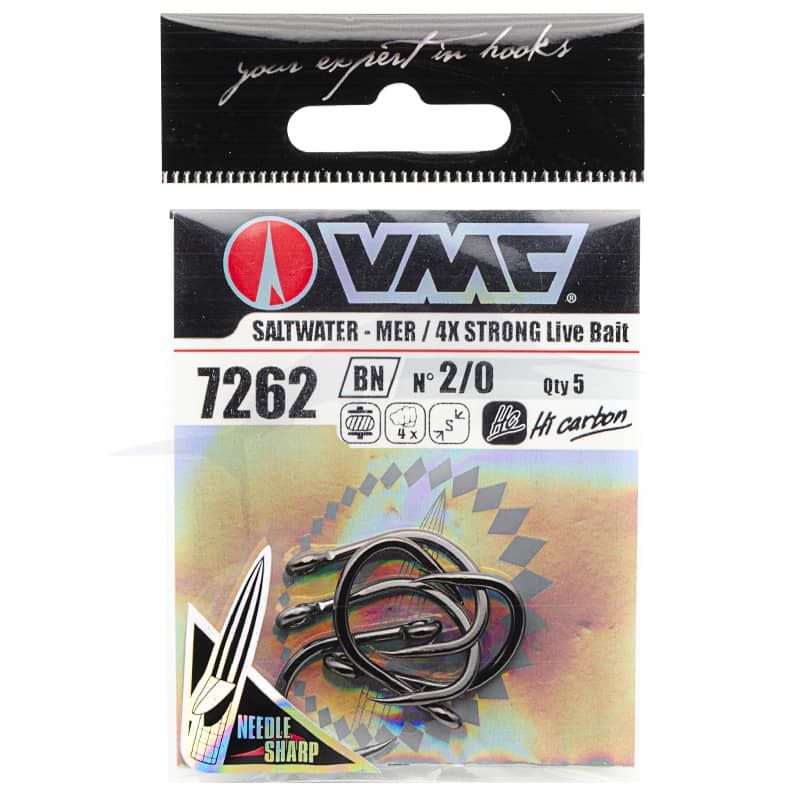 your expert in hooks
VMC®
SALTWATER - MER / 4X STRONG Live Bait
7262 BN N° 2/0 Qty 5
4x S HC Hi carbon
NEEDLE
SHARP